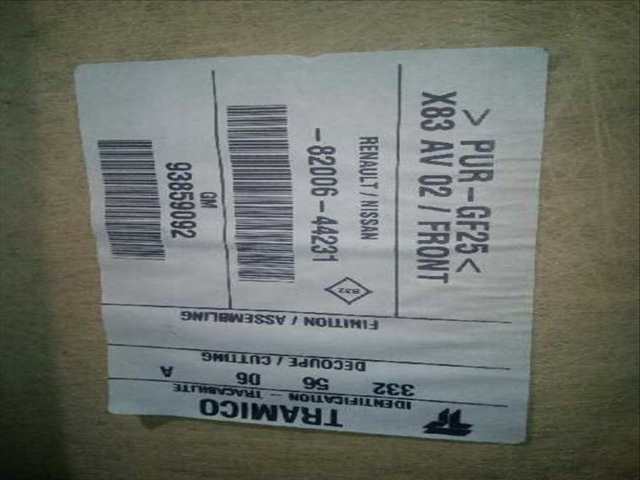 TRAMICO
IDENTIFICATION - TRACABILITE
332 56 06 A
DECOUPE / CUTTING
FINITION / ASSEMBLING
>PUR-GF25<
X83 AV 02 / FRONT
RENAULT / NISSAN
-82006-44231
B32
GM
93859092